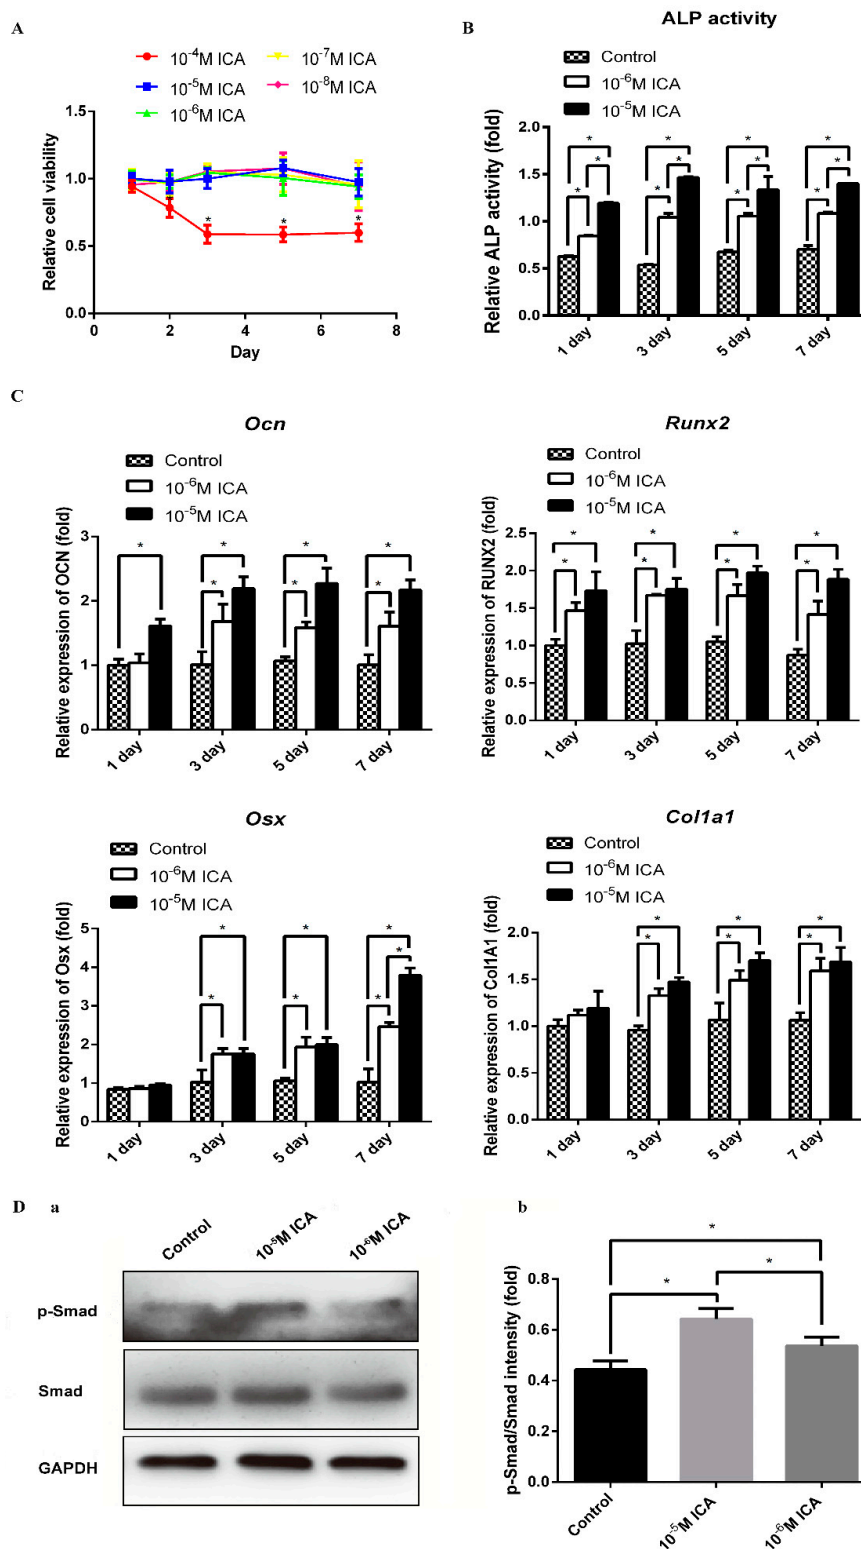 A
10⁻⁴M ICA
10⁻⁷M ICA
10⁻⁵M ICA
10⁻⁸M ICA
10⁻⁶M ICA
Relative cell viability
1.5
1.0
0.5
0.0
* * *
0 2 4 6 8
Day
B
ALP activity
Control
10⁻⁶M ICA
10⁻⁵M ICA
Relative ALP activity (fold)
2.0
1.5
1.0
0.5
0.0
* * * *
* * * *
* * * *
1 day 3 day 5 day 7 day
C
Ocn
Control
10⁻⁶M ICA
10⁻⁵M ICA
Relative expression of OCN (fold)
3
2
1
0
* * * *
* * *
1 day 3 day 5 day 7 day
Runx2
Control
10⁻⁶M ICA
10⁻⁵M ICA
Relative expression of RUNX2 (fold)
2.5
2.0
1.5
1.0
0.5
0.0
* * * *
* * * *
1 day 3 day 5 day 7 day
Osx
Control
10⁻⁶M ICA
10⁻⁵M ICA
Relative expression of Osx (fold)
5
4
3
2
1
0
* * *
*
* * *
1 day 3 day 5 day 7 day
Col1a1
Control
10⁻⁶M ICA
10⁻⁵M ICA
Relative expression of Col1A1 (fold)
2.0
1.5
1.0
0.5
0.0
* * *
* * *
1 day 3 day 5 day 7 day
D a
Control 10⁻⁵M ICA 10⁻⁶M ICA
p-Smad
Smad
GAPDH
b
p-Smad/Smad intensity (fold)
0.8
0.6
0.4
0.2
0.0
*
* *
Control 10⁻⁵M ICA 10⁻⁶M ICA